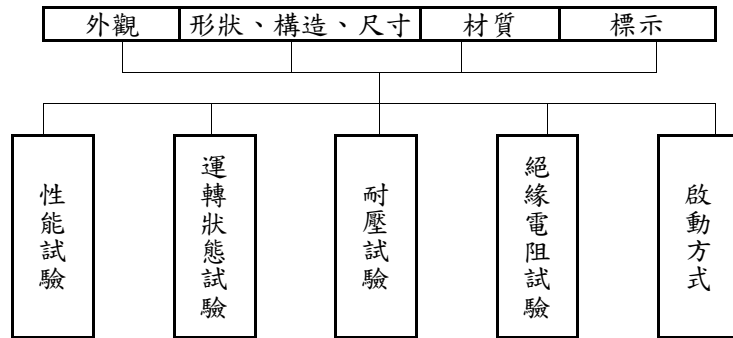 外觀
形狀、構造、尺寸
材質
標示
性能試驗
運轉狀態試驗
耐壓試驗
絕緣電阻試驗
啟動方式